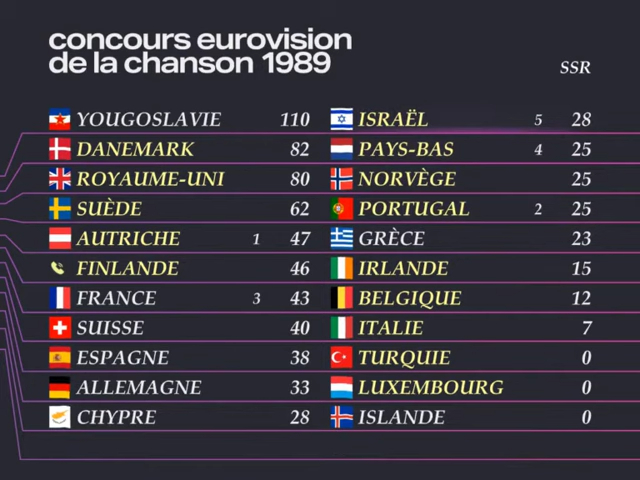 concours eurovision
de la chanson 1989
SSR
YOUGOSLAVIE 110
DANEMARK 82
ROYAUME-UNI 80
SUÈDE 62
AUTRICHE 1 47
FINLANDE 46
FRANCE 3 43
SUISSE 40
ESPAGNE 38
ALLEMAGNE 33
CHYPRE 28
ISRAËL 5 28
PAYS-BAS 4 25
NORVÈGE 25
PORTUGAL 2 25
GRÈCE 23
IRLANDE 15
BELGIQUE 12
ITALIE 7
TURQUIE 0
LUXEMBOURG 0
ISLANDE 0